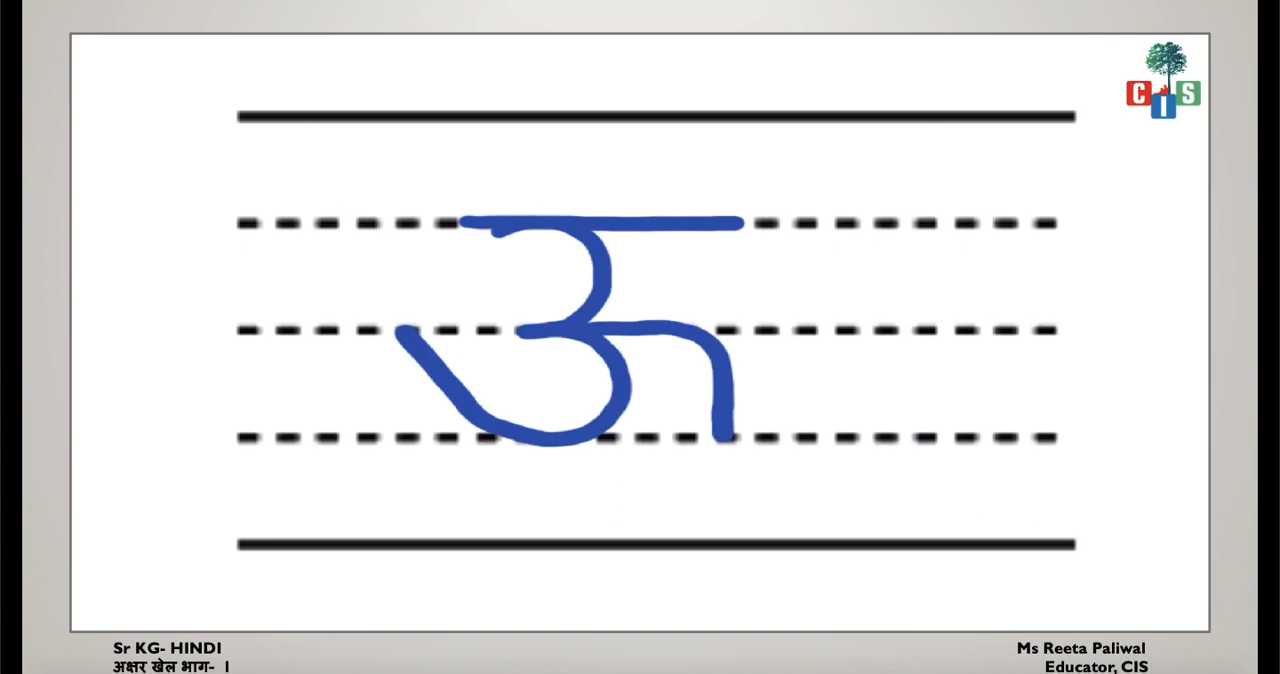 CIS
ऊ
Sr KG- HINDI
अक्षर खेल भाग- 1
Ms Reeta Paliwal
Educator, CIS